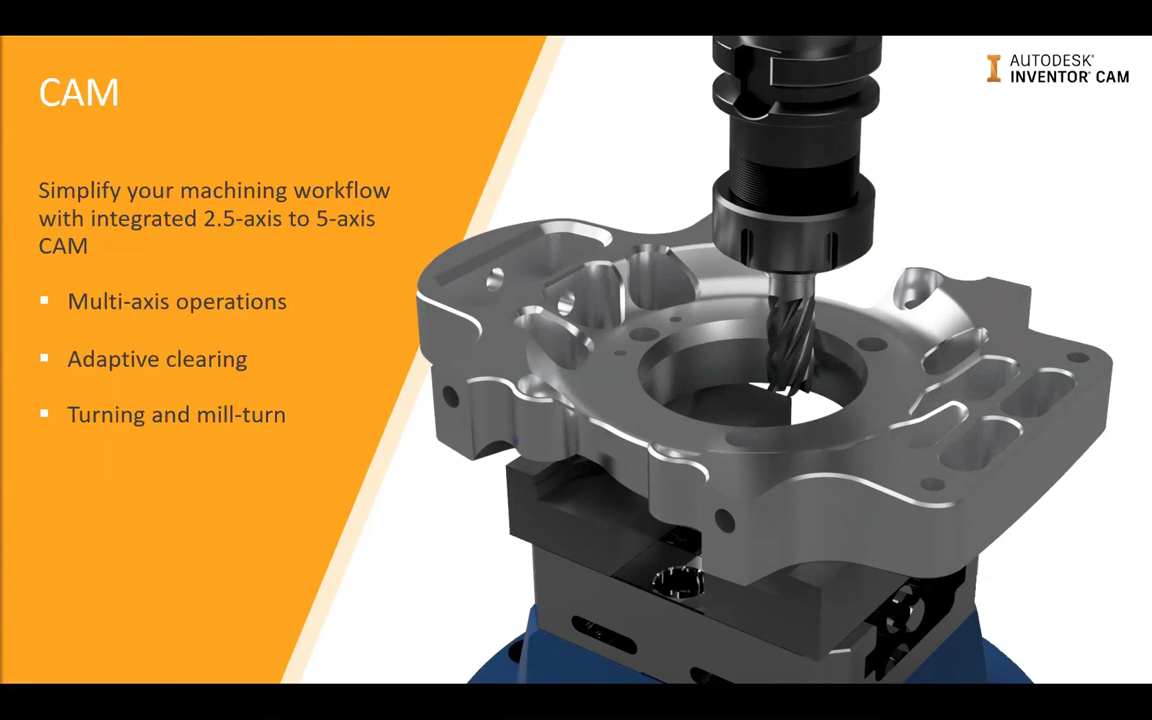 CAM
AUTODESK®
INVENTOR® CAM
Simplify your machining workflow
with integrated 2.5-axis to 5-axis
CAM
▪ Multi-axis operations
▪ Adaptive clearing
▪ Turning and mill-turn